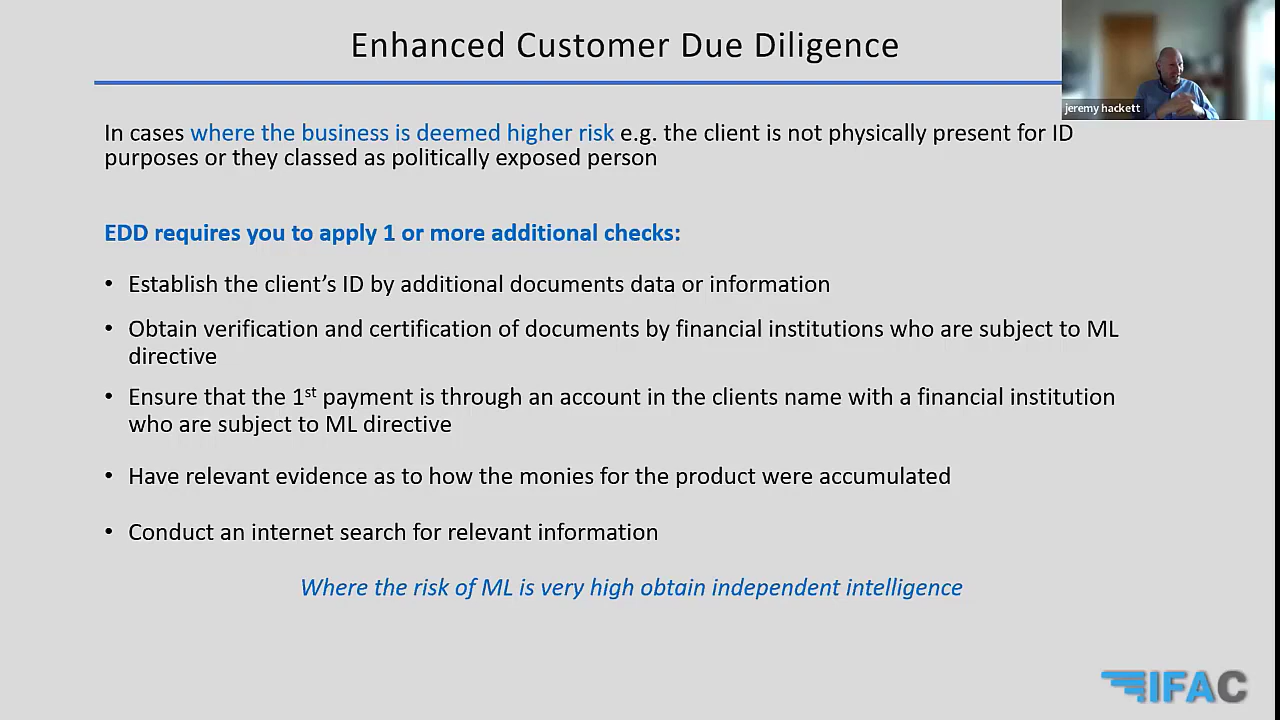 Enhanced Customer Due Diligence
jeremy hackett
In cases where the business is deemed higher risk e.g. the client is not physically present for ID
purposes or they classed as politically exposed person
EDD requires you to apply 1 or more additional checks:
• Establish the client’s ID by additional documents data or information
• Obtain verification and certification of documents by financial institutions who are subject to ML
directive
• Ensure that the 1st payment is through an account in the clients name with a financial institution
who are subject to ML directive
• Have relevant evidence as to how the monies for the product were accumulated
• Conduct an internet search for relevant information
Where the risk of ML is very high obtain independent intelligence
IFAC